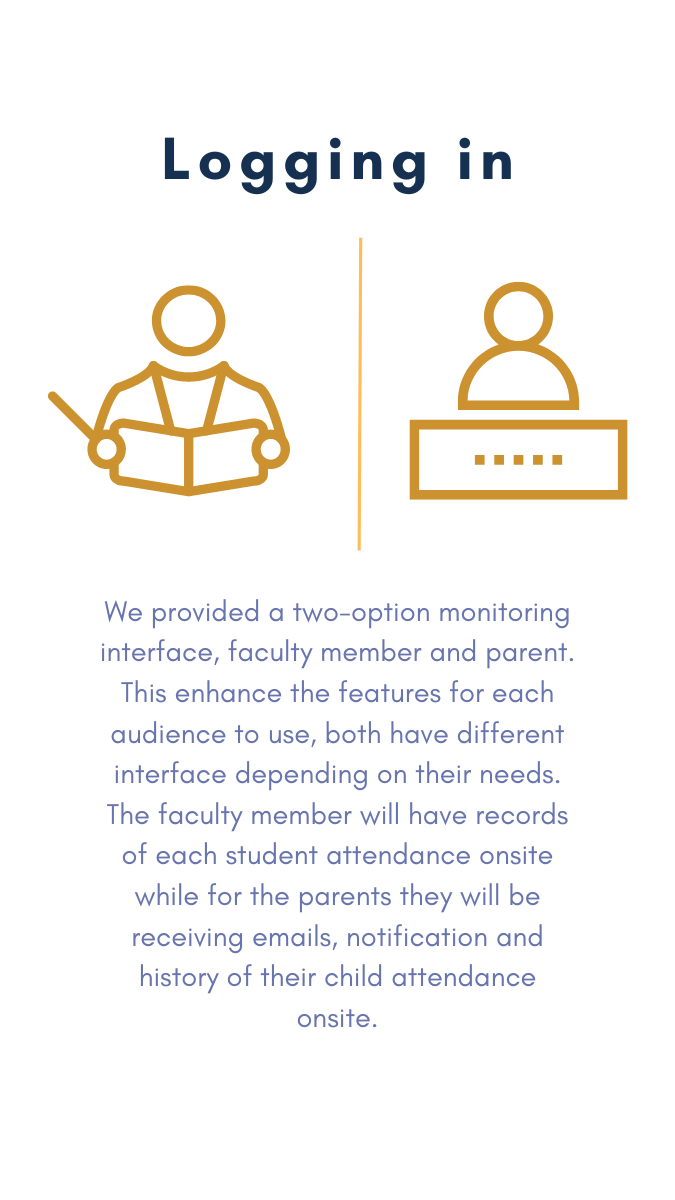 Logging in
We provided a two-option monitoring
interface, faculty member and parent.
This enhance the features for each
audience to use, both have different
interface depending on their needs.
The faculty member will have records
of each student attendance onsite
while for the parents they will be
receiving emails, notification and
history of their child attendance
onsite.